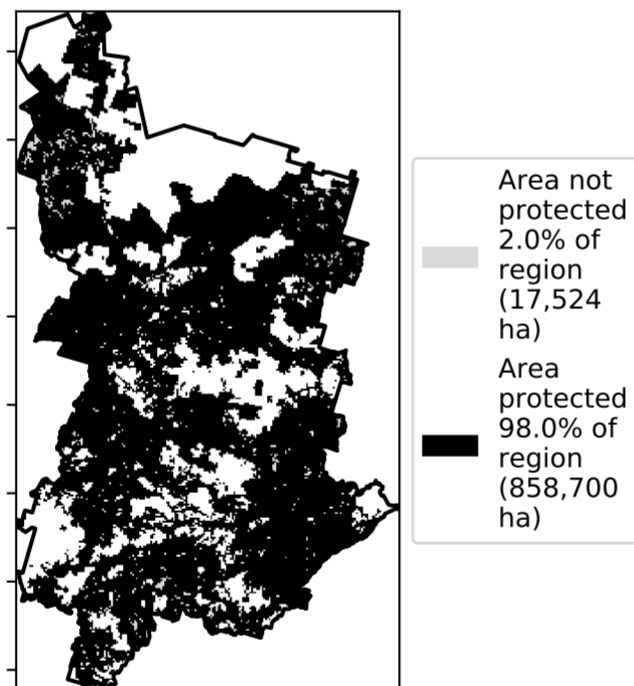 Area not
protected
2.0% of
region
(17,524
ha)
Area
protected
98.0% of
region
(858,700
ha)